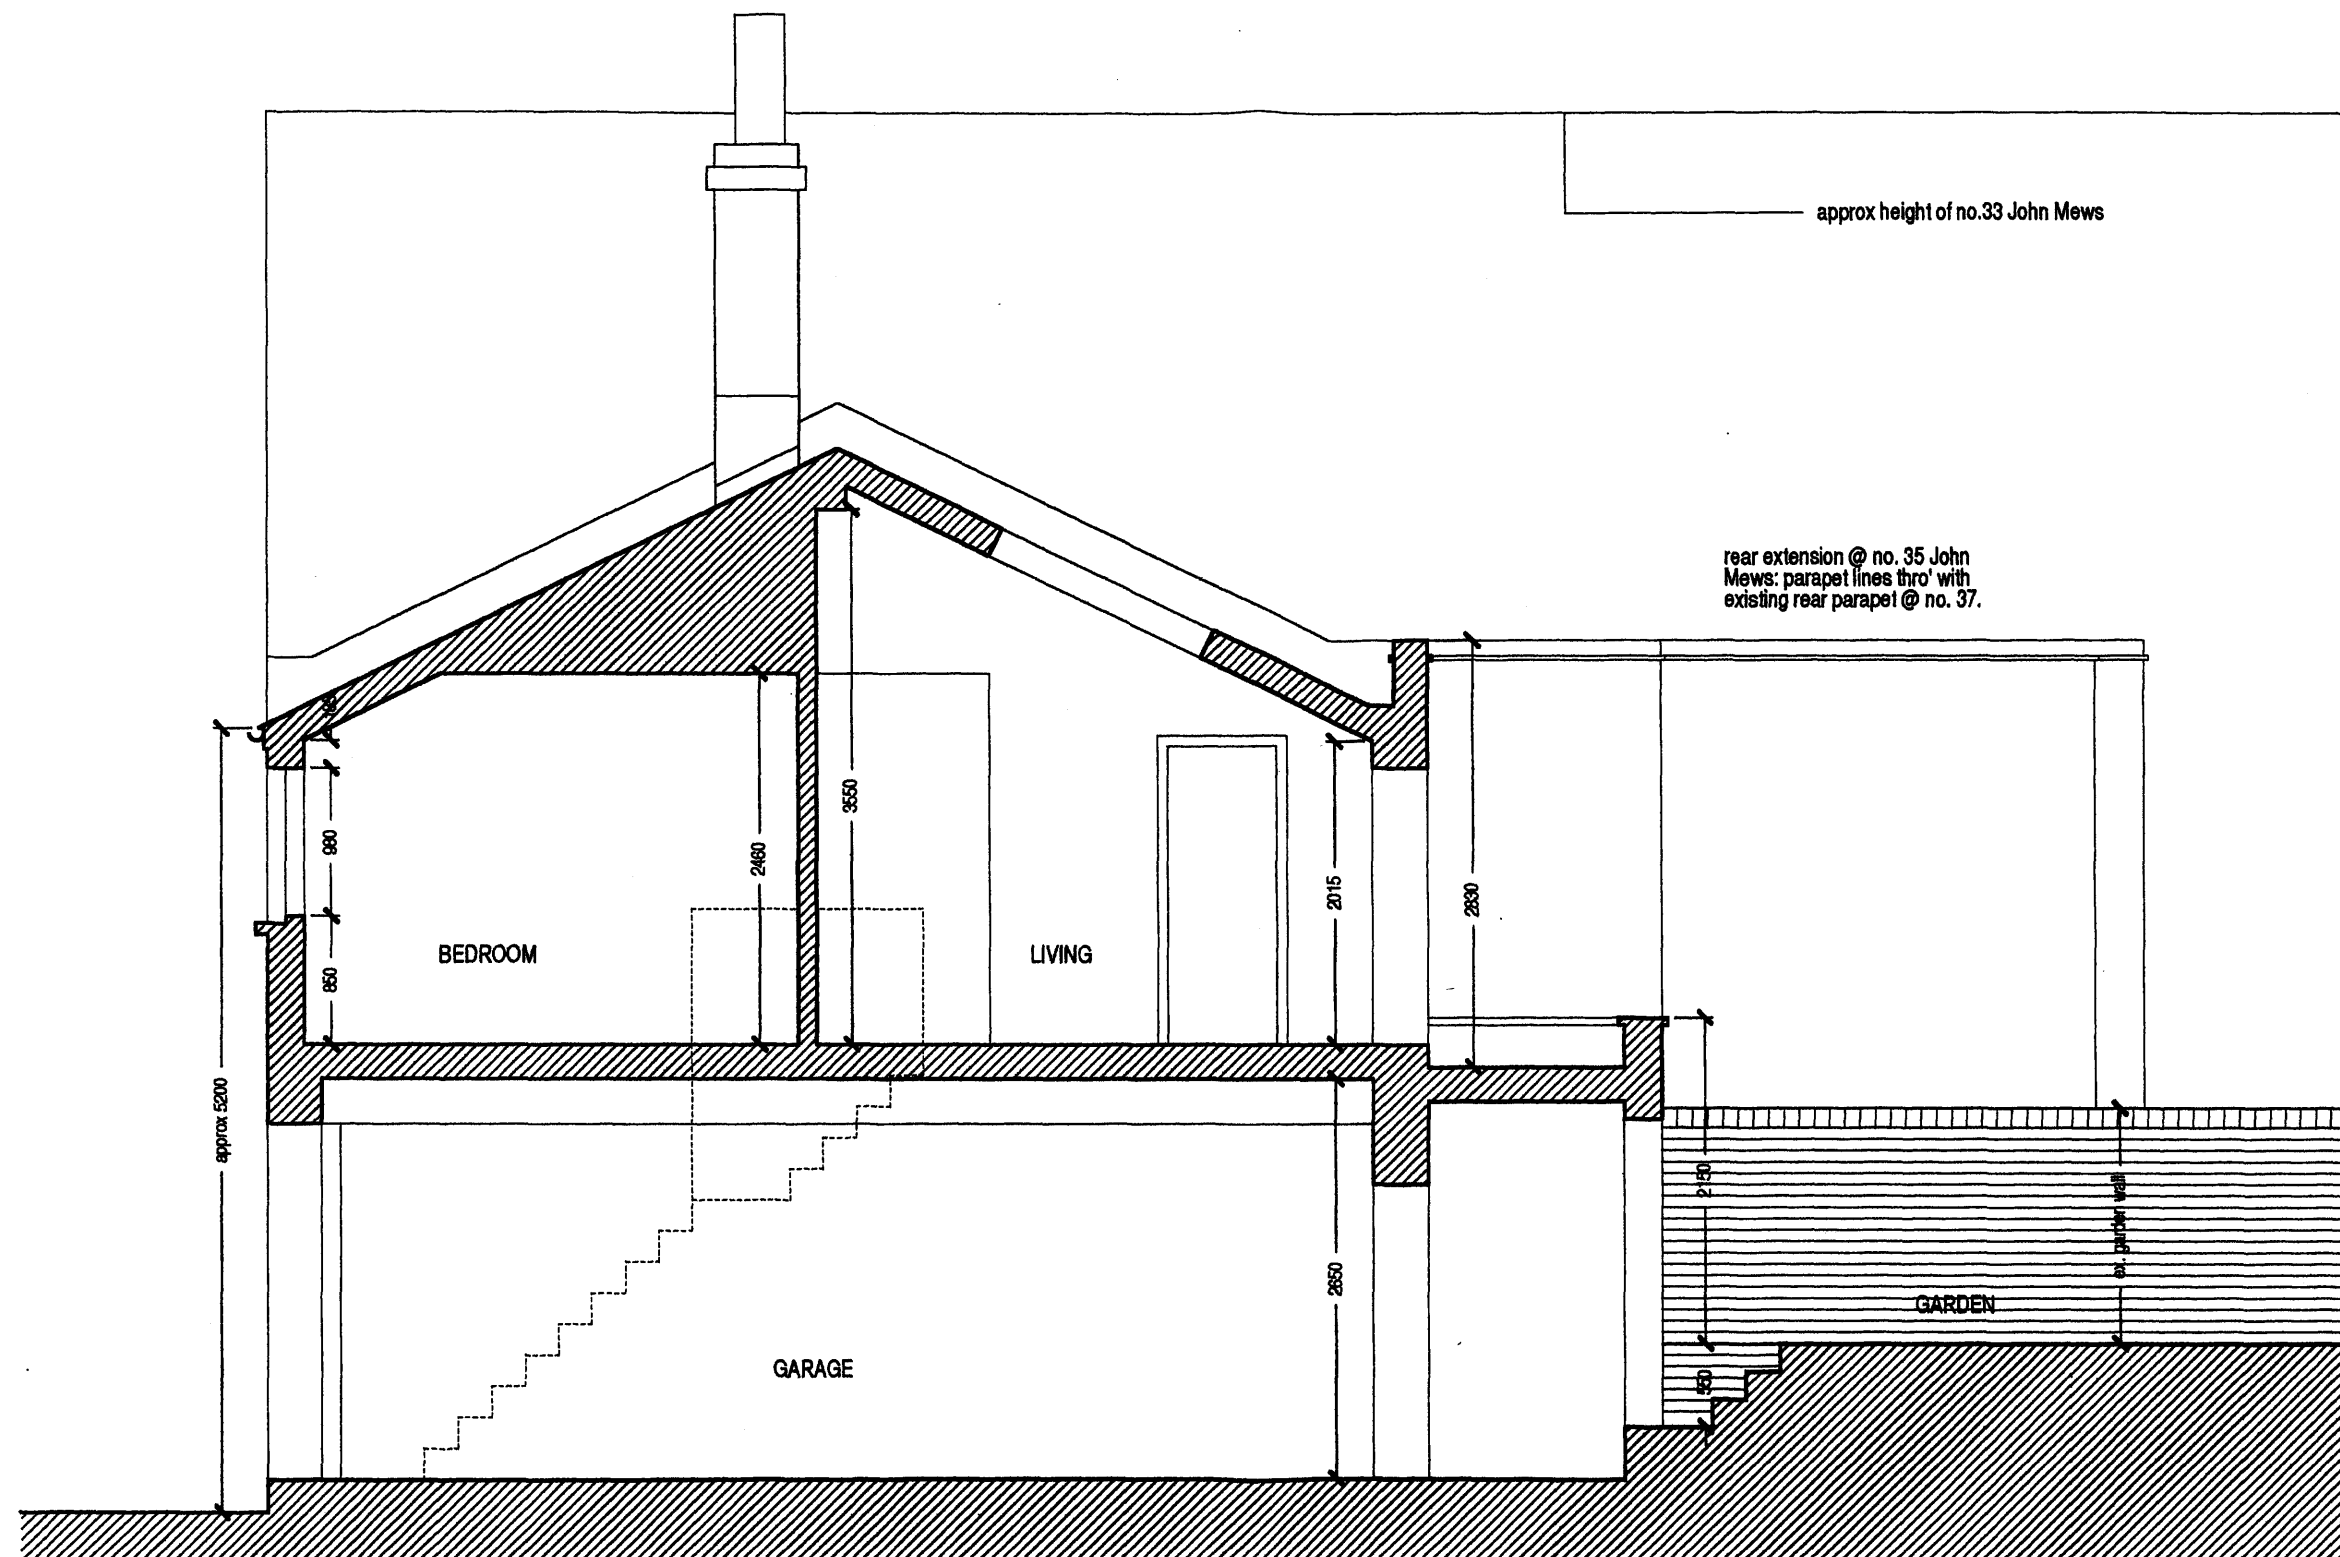 approx height of no.33 John Mews
rear extension @ no. 35 John
Mews: parapet lines thro' with
existing rear parapet @ no. 37.
3550
980
2460
2015
2830
BEDROOM
LIVING
850
approx 5200
2150
ex. garden wall
2650
GARDEN
GARAGE
550